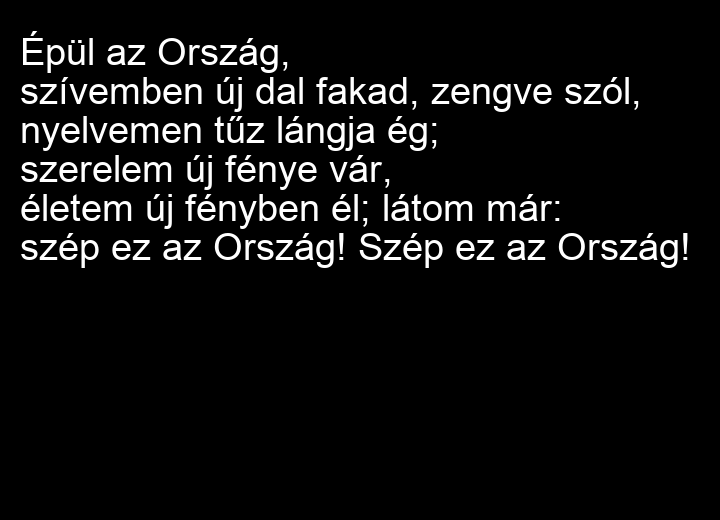 Épül az Ország,
szívemben új dal fakad, zengve szól,
nyelvemen tűz lángja ég;
szerelem új fénye vár,
életem új fényben él; látom már:
szép ez az Ország! Szép ez az Ország!